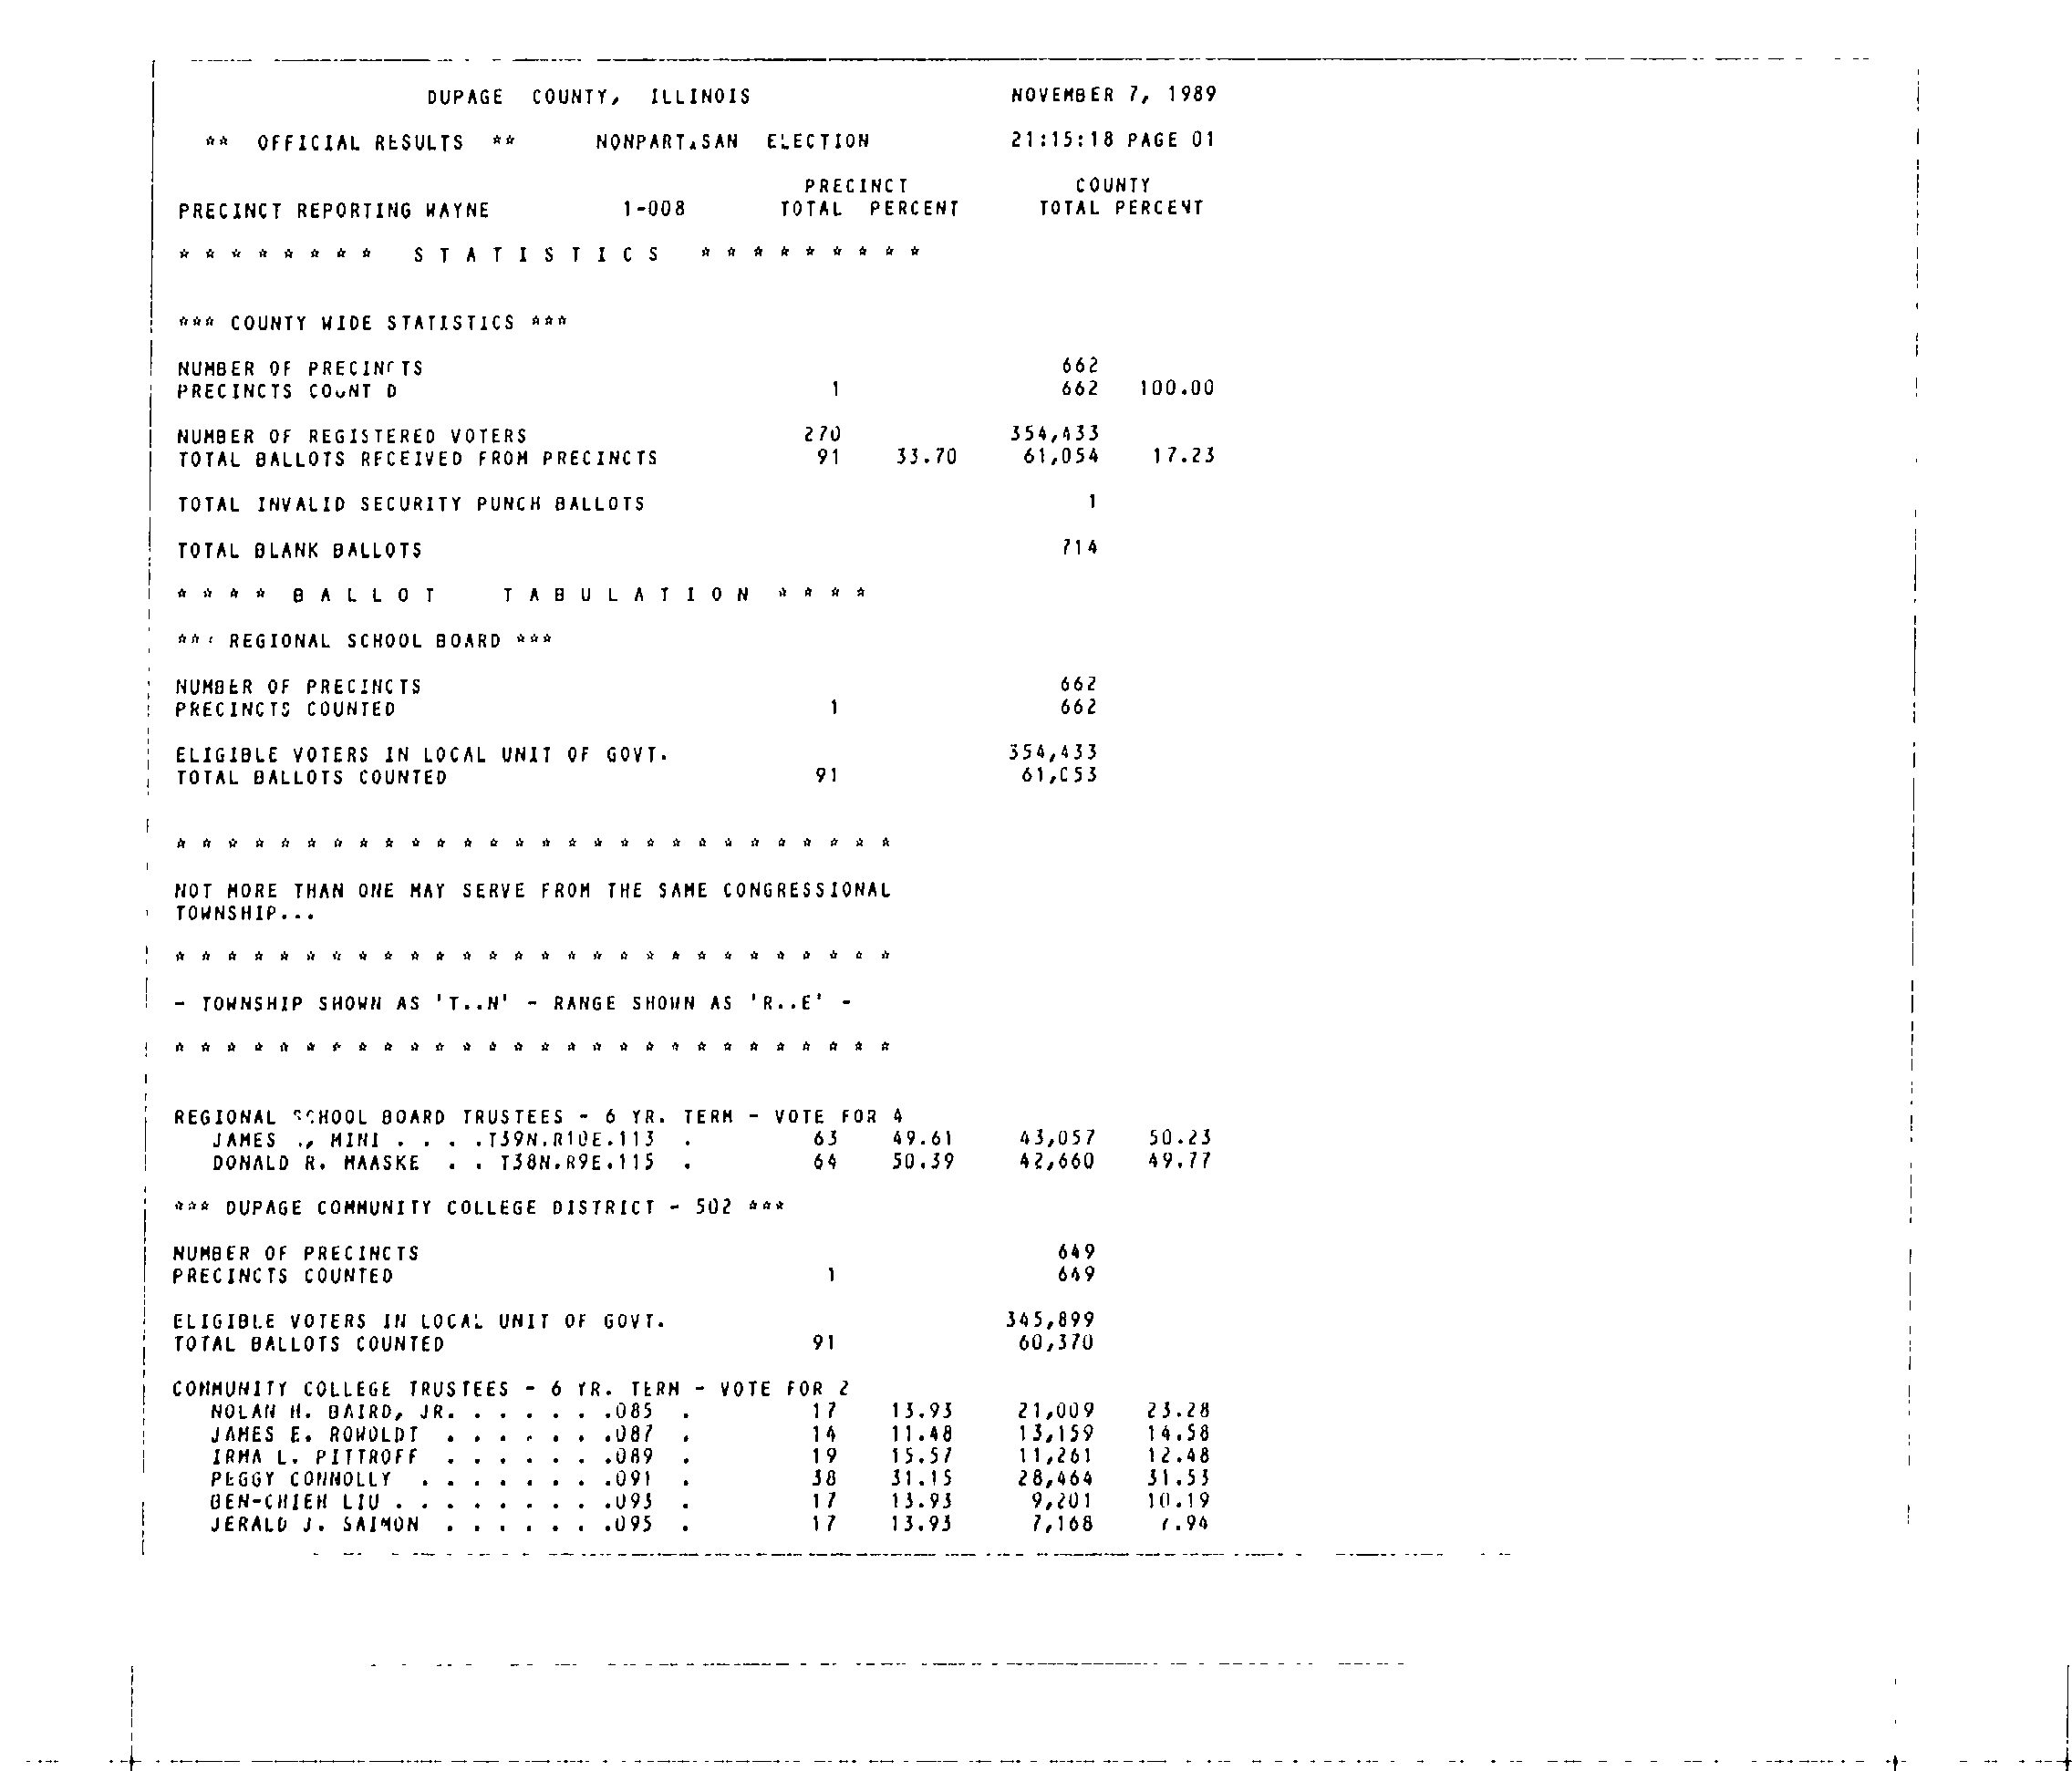 DUPAGE COUNTY, ILLINOIS NOVEMBER 7, 1989
** OFFICIAL RESULTS ** NONPARTISAN ELECTION 21:15:18 PAGE 01
PRECINCT COUNTY
PRECINCT REPORTING WAYNE 1-008 TOTAL PERCENT TOTAL PERCENT
* * * * * * * * S T A T I S T I C S * * * * * * * * *
*** COUNTY WIDE STATISTICS ***
NUMBER OF PRECINCTS 662
PRECINCTS COUNTED 1 662 100.00
NUMBER OF REGISTERED VOTERS 270 354,433
TOTAL BALLOTS RECEIVED FROM PRECINCTS 91 33.70 61,054 17.23
TOTAL INVALID SECURITY PUNCH BALLOTS 1
TOTAL BLANK BALLOTS 714
* * * * B A L L O T T A B U L A T I O N * * * *
*** REGIONAL SCHOOL BOARD ***
NUMBER OF PRECINCTS 662
PRECINCTS COUNTED 1 662
ELIGIBLE VOTERS IN LOCAL UNIT OF GOVT. 354,433
TOTAL BALLOTS COUNTED 91 61,053
* * * * * * * * * * * * * * * * * * * * * * * * * * * *
NOT MORE THAN ONE MAY SERVE FROM THE SAME CONGRESSIONAL
TOWNSHIP...
* * * * * * * * * * * * * * * * * * * * * * * * * * * *
- TOWNSHIP SHOWN AS 'T..N' - RANGE SHOWN AS 'R..E' -
* * * * * * * * * * * * * * * * * * * * * * * * * * * *
REGIONAL SCHOOL BOARD TRUSTEES - 6 YR. TERM - VOTE FOR 4
JAMES MINI . . . .T39N.R10E.113 . 63 49.61 43,057 50.23
DONALD R. MAASKE . . T38N.R9E.115 . 64 50.39 42,660 49.77
*** DUPAGE COMMUNITY COLLEGE DISTRICT - 502 ***
NUMBER OF PRECINCTS 649
PRECINCTS COUNTED 1 649
ELIGIBLE VOTERS IN LOCAL UNIT OF GOVT. 345,899
TOTAL BALLOTS COUNTED 91 60,370
COMMUNITY COLLEGE TRUSTEES - 6 YR. TERM - VOTE FOR 2
NOLAN H. BAIRD, JR. . . . . . .085 . 17 13.93 21,009 23.28
JAMES E. ROWOLDT . . . . . . .087 . 14 11.48 13,159 14.58
IRMA L. PITTROFF . . . . . . .089 . 19 15.57 11,261 12.48
PEGGY CONNOLLY . . . . . . . .091 . 38 31.15 28,464 31.53
BEN-CHIEH LIU . . . . . . . . .093 . 17 13.93 9,201 10.19
JERALD J. SAIMON . . . . . . .095 . 17 13.93 7,168 7.94